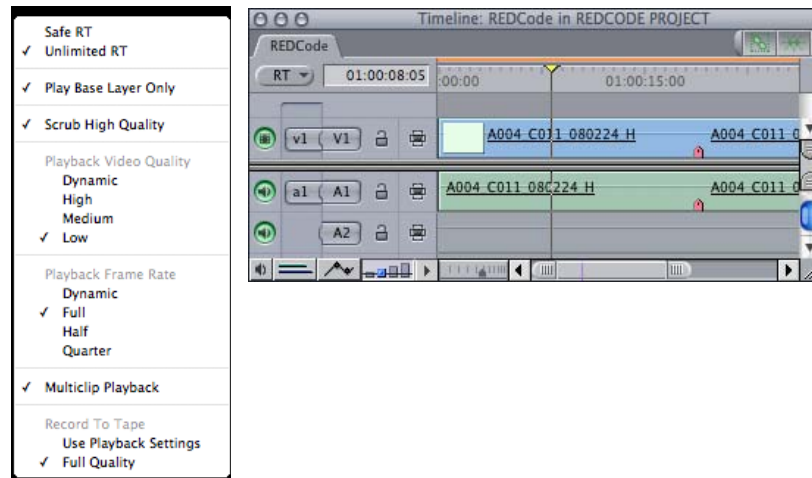 Safe RT
✓ Unlimited RT
✓ Play Base Layer Only
✓ Scrub High Quality
Playback Video Quality
Dynamic
High
Medium
✓ Low
Playback Frame Rate
Dynamic
✓ Full
Half
Quarter
✓ Multiclip Playback
Record To Tape
Use Playback Settings
✓ Full Quality
Timeline: REDCode in REDCODE PROJECT
REDCode
RT 01:00:08:05 :00:00 01:00:15:00
v1 V1 A004_C011_080224_H A004_C011_0
a1 A1 A004_C011_080224_H A004_C011_0
A2